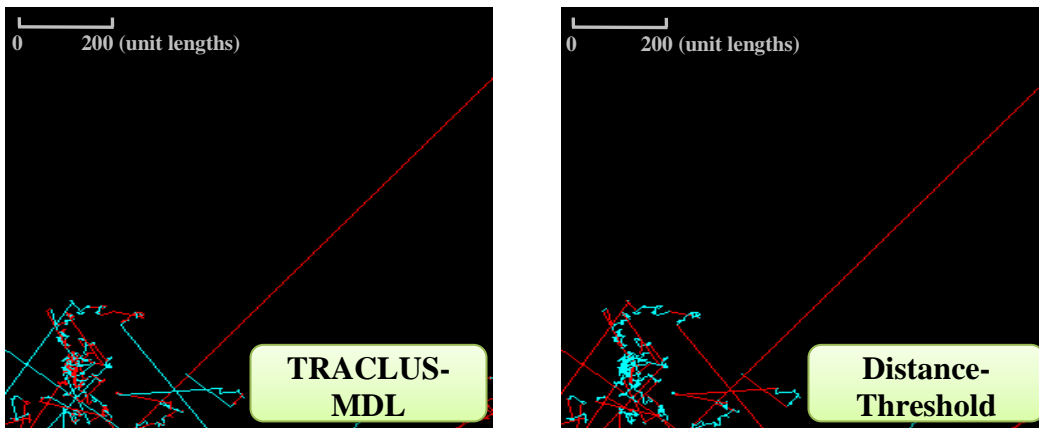 0 200 (unit lengths)
TRACLUS-
MDL
0 200 (unit lengths)
Distance-
Threshold